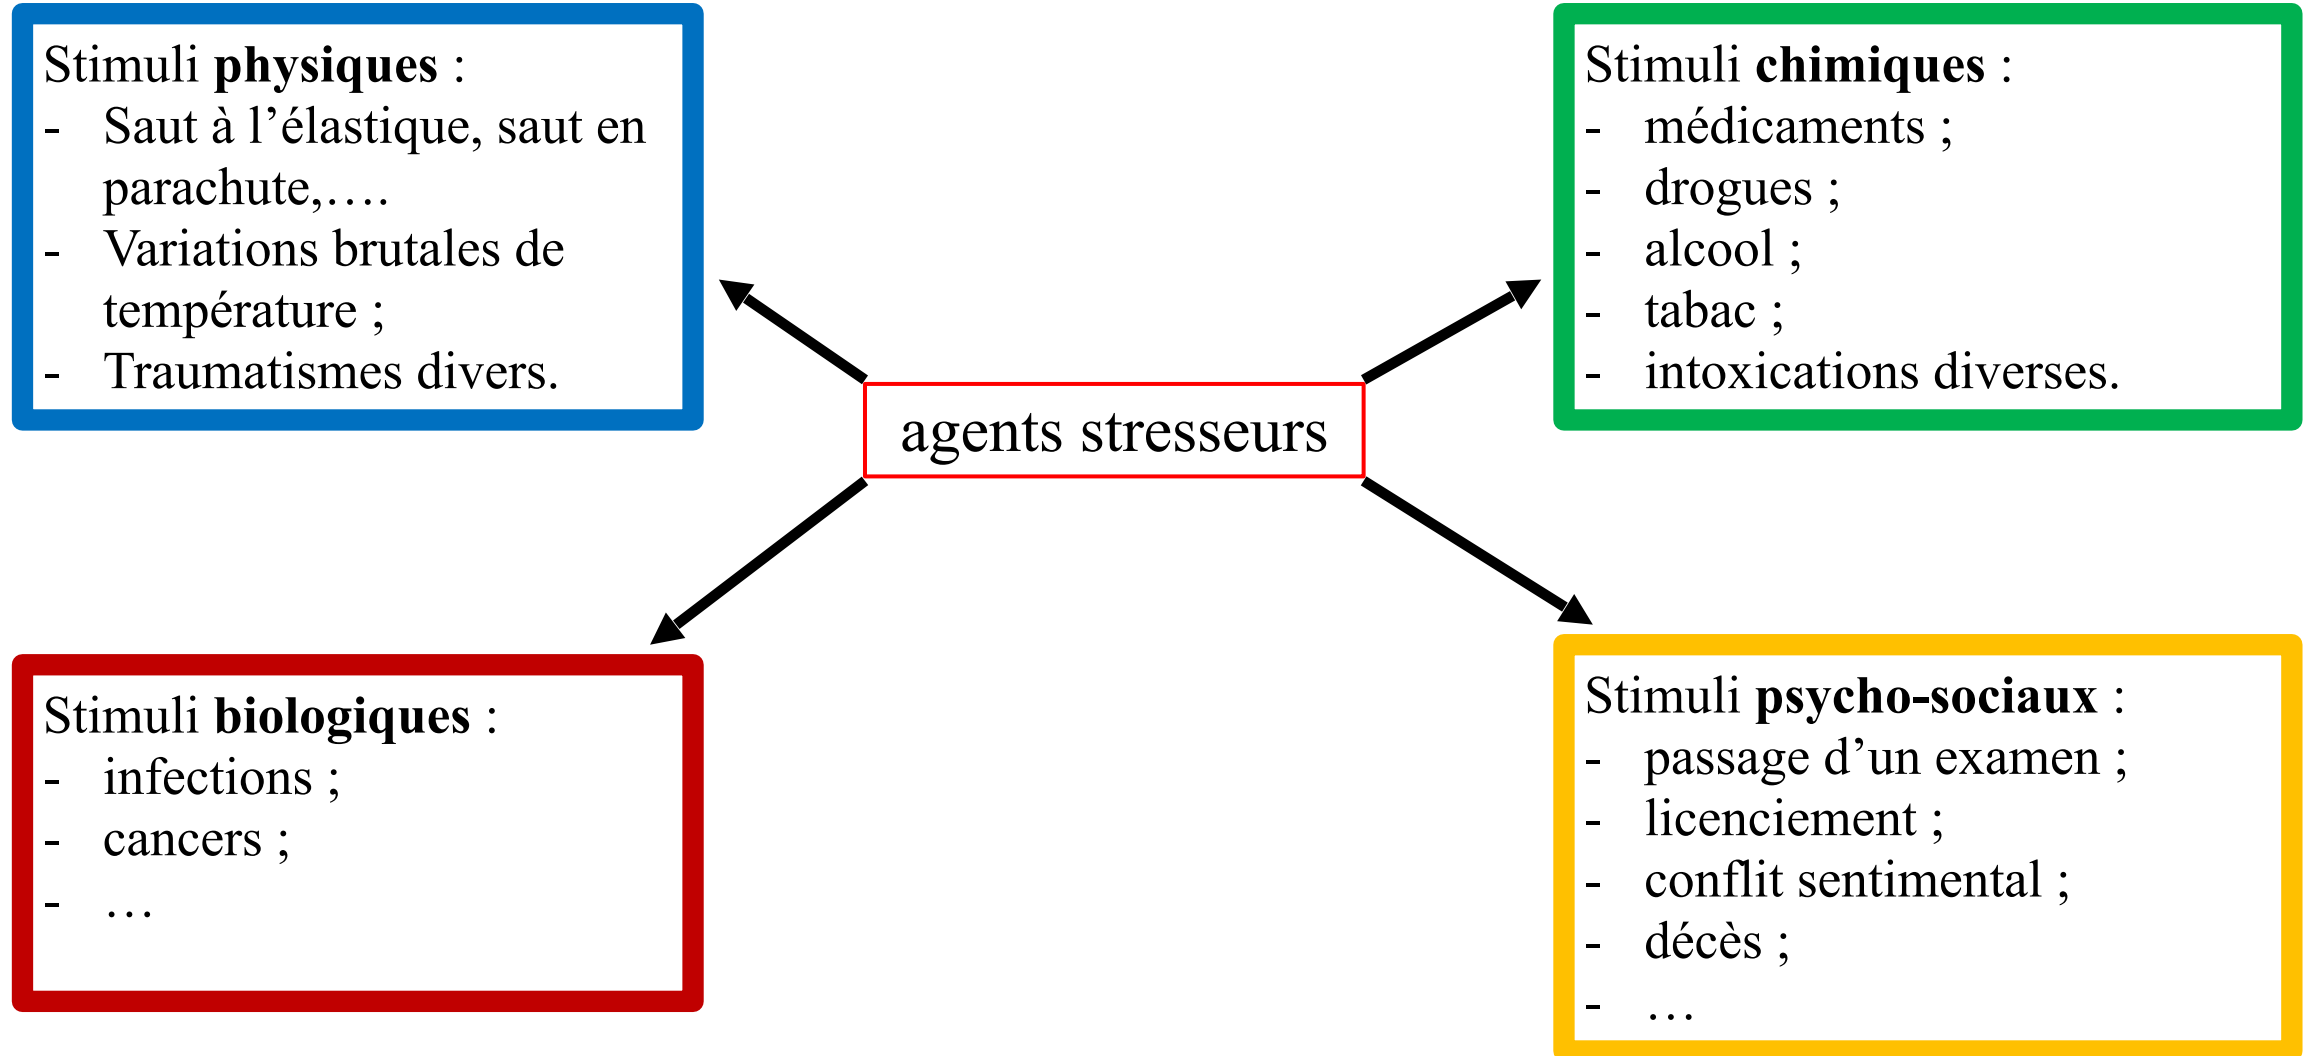 Stimuli physiques :
- Saut à l’élastique, saut en
parachute,….
- Variations brutales de
température ;
- Traumatismes divers.
Stimuli chimiques :
- médicaments ;
- drogues ;
- alcool ;
- tabac ;
- intoxications diverses.
agents stresseurs
Stimuli biologiques :
- infections ;
- cancers ;
- …
Stimuli psycho-sociaux :
- passage d’un examen ;
- licenciement ;
- conflit sentimental ;
- décès ;
- …